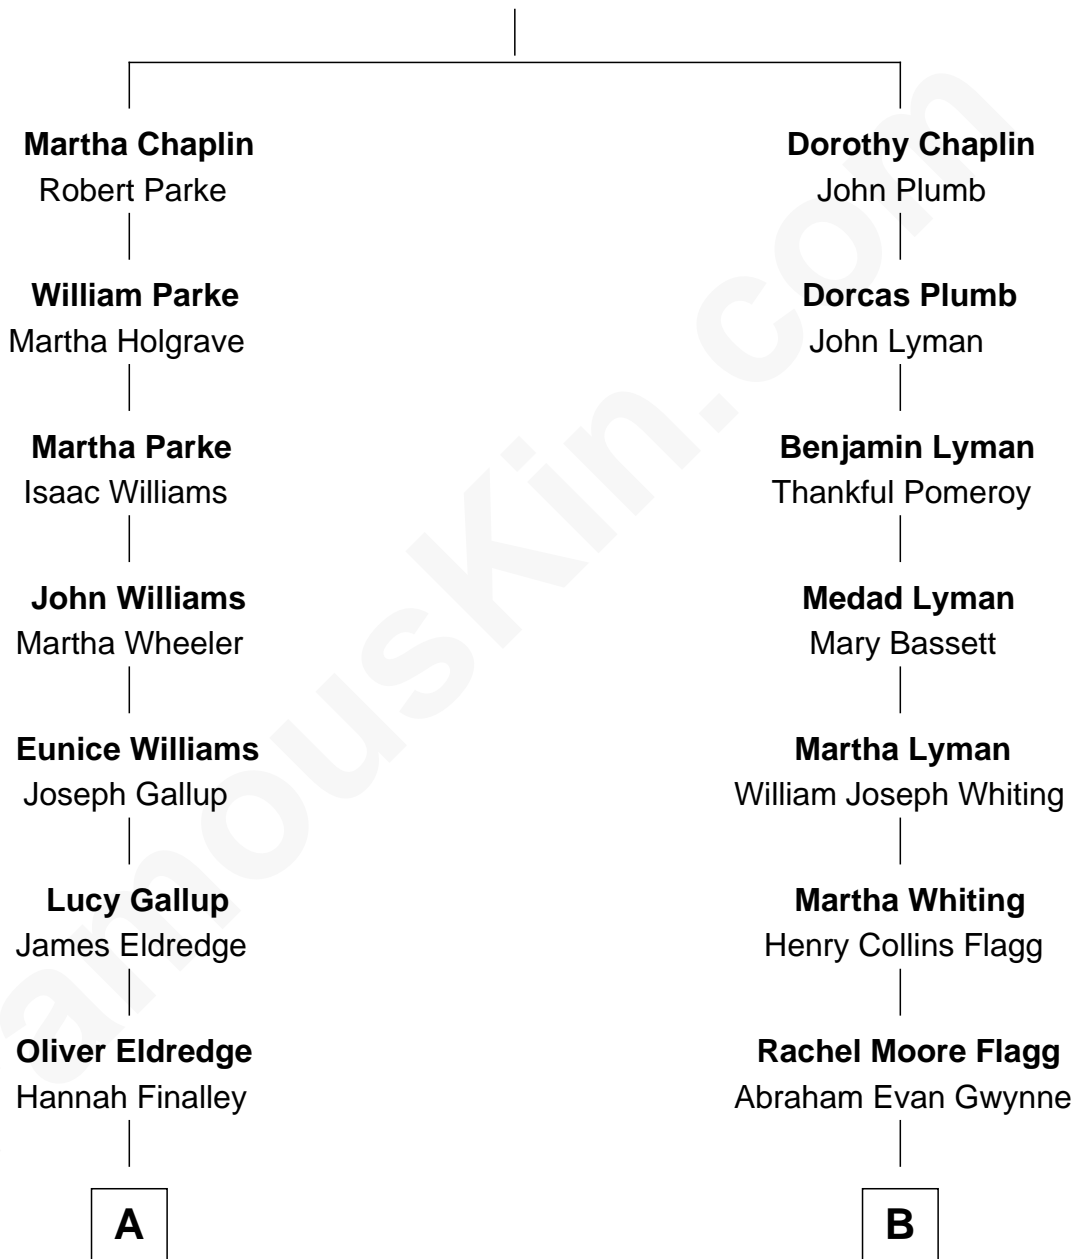 Martha Chaplin
Robert Parke
William Parke
Martha Holgrave
Martha Parke
Isaac Williams
John Williams
Martha Wheeler
Eunice Williams
Joseph Gallup
Lucy Gallup
James Eldredge
Oliver Eldredge
Hannah Finalley
A
Dorothy Chaplin
John Plumb
Dorcas Plumb
John Lyman
Benjamin Lyman
Thankful Pomeroy
Medad Lyman
Mary Bassett
Martha Lyman
William Joseph Whiting
Martha Whiting
Henry Collins Flagg
Rachel Moore Flagg
Abraham Evan Gwynne
B
amouskin.com